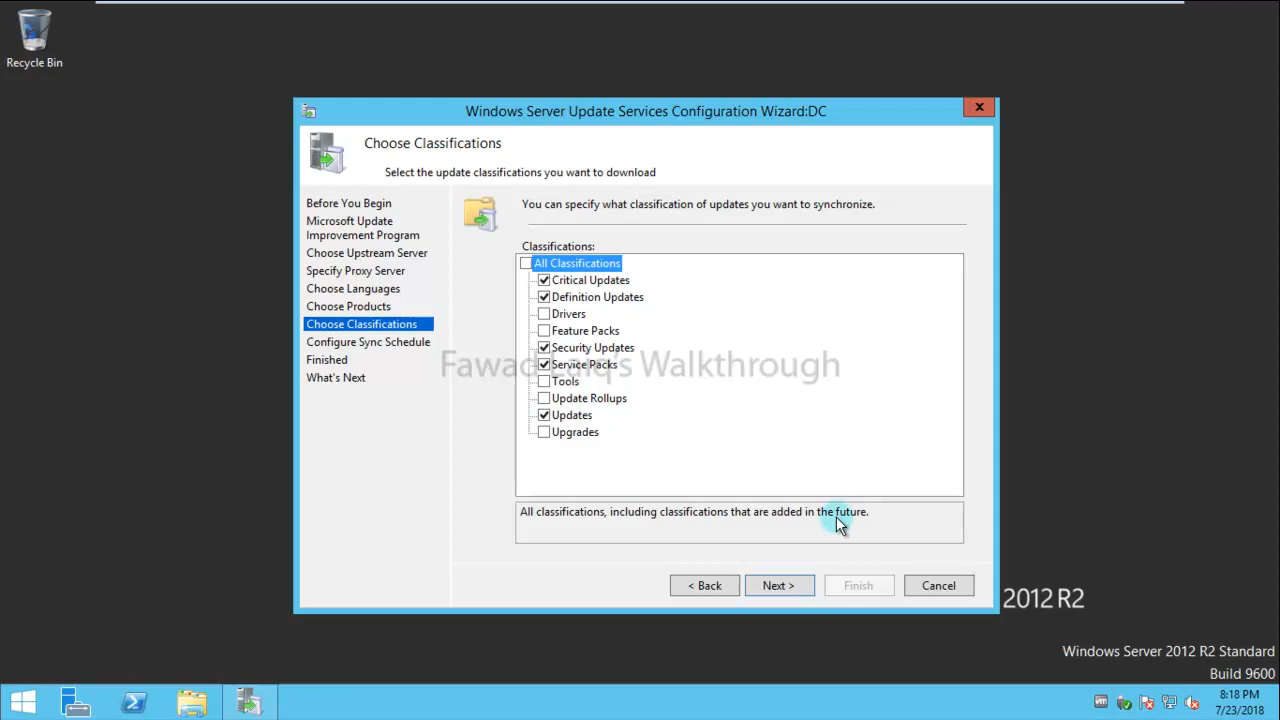 Recycle Bin
Windows Server Update Services Configuration Wizard:DC
x
Choose Classifications
Select the update classifications you want to download
Before You Begin
Microsoft Update
Improvement Program
Choose Upstream Server
Specify Proxy Server
Choose Languages
Choose Products
Choose Classifications
Configure Sync Schedule
Finished
What's Next
You can specify what classification of updates you want to synchronize.
Classifications:
All Classifications
Critical Updates
Definition Updates
Drivers
Feature Packs
Security Updates
Service Packs
Tools
Update Rollups
Updates
Upgrades
Fawad Laiq's Walkthrough
All classifications, including classifications that are added in the future.
< Back
Next >
Finish
Cancel
2012 R2
Windows Server 2012 R2 Standard
Build 9600
8:18 PM
7/23/2018